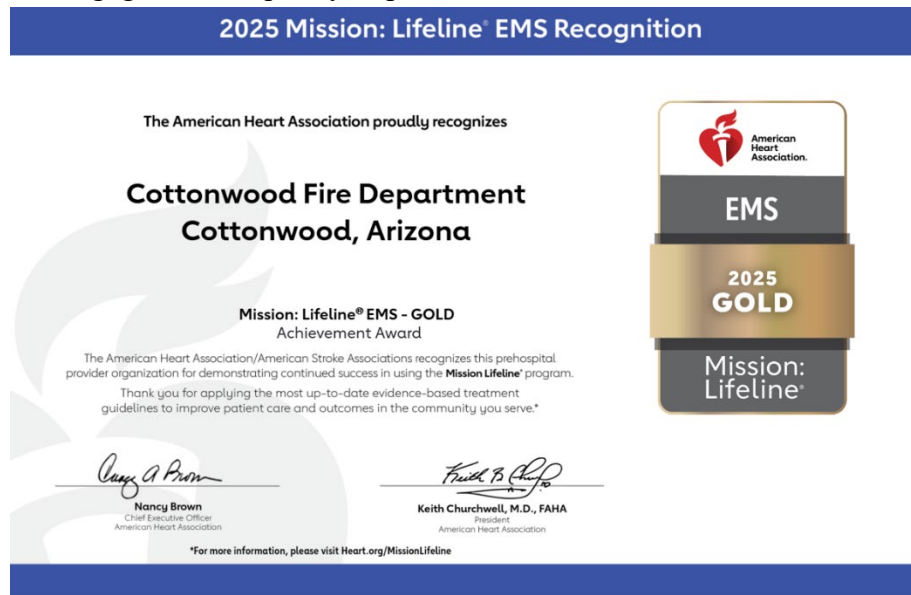 2025 Mission: Lifeline® EMS Recognition
The American Heart Association proudly recognizes
Cottonwood Fire Department
Cottonwood, Arizona
Mission: Lifeline® EMS - GOLD
Achievement Award
The American Heart Association/American Stroke Associations recognizes this prehospital
provider organization for demonstrating continued success in using the Mission Lifeline® program.
Thank you for applying the most up-to-date evidence-based treatment
guidelines to improve patient care and outcomes in the community you serve.*
Nancy A Brown
Nancy Brown
Chief Executive Officer
American Heart Association
Keith Churchwell, M.D., FAHA
President
American Heart Association
*For more information, please visit Heart.org/MissionLifeline
American
Heart
Association.
EMS
2025
GOLD
Mission:
Lifeline®